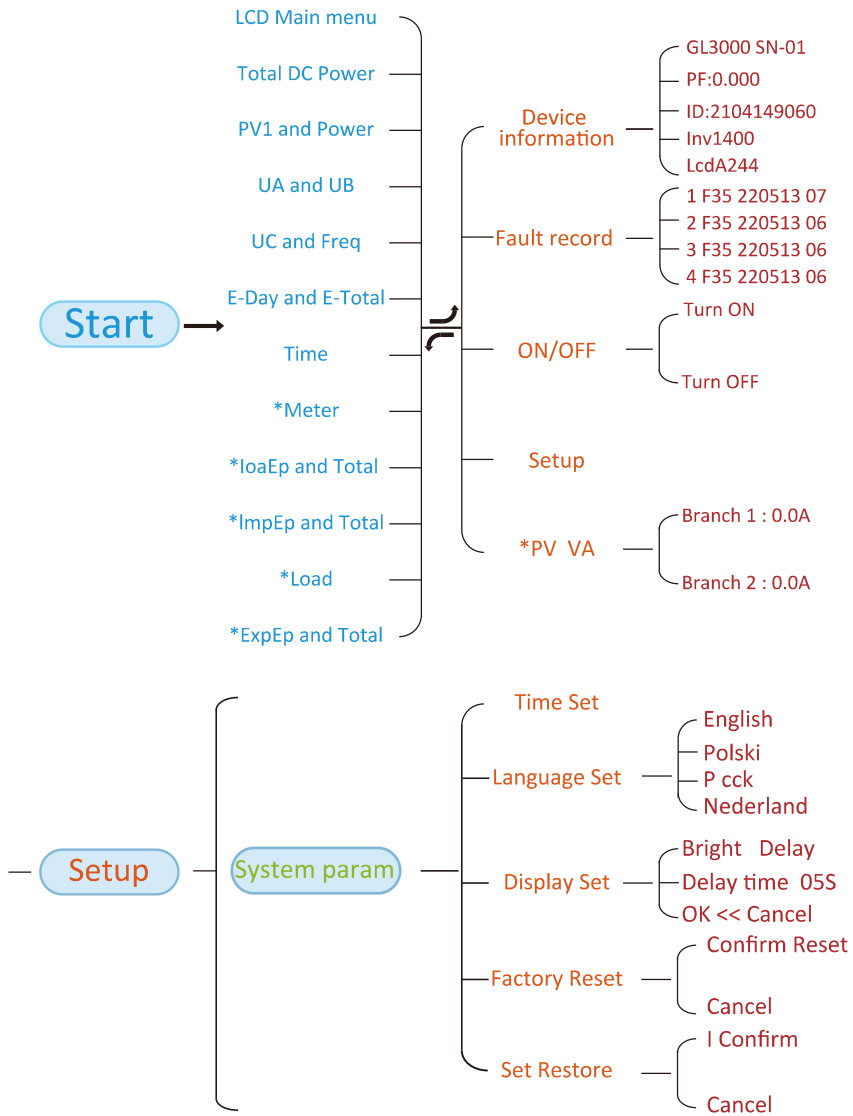 LCD Main menu
Total DC Power
PV1 and Power
UA and UB
UC and Freq
E-Day and E-Total
Start
Time
*Meter
*IoaEp and Total
*ImpEp and Total
*Load
*ExpEp and Total
Device
information
GL3000 SN-01
PF:0.000
ID:2104149060
Inv1400
LcdA244
Fault record
1 F35 220513 07
2 F35 220513 06
3 F35 220513 06
4 F35 220513 06
ON/OFF
Turn ON
Turn OFF
Setup
*PV VA
Branch 1 : 0.0A
Branch 2 : 0.0A
Setup
System param
Time Set
Language Set
English
Polski
P cck
Nederland
Display Set
Bright Delay
Delay time 05S
OK << Cancel
Factory Reset
Confirm Reset
Cancel
Set Restore
I Confirm
Cancel